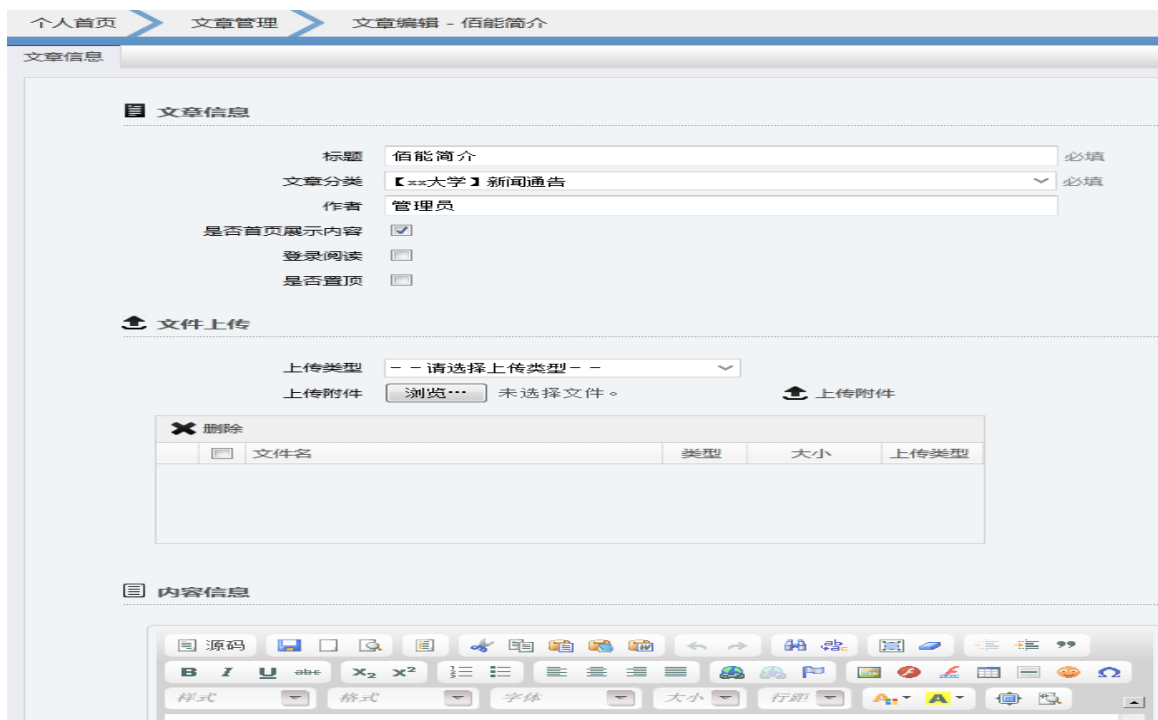 个人首页 文章管理 文章编辑 - 佰能简介
文章信息
文章信息
标题 佰能简介 必填
文章分类 【xx大学】新闻通告 必填
作者 管理员
是否首页展示内容
登录阅读
是否置顶
文件上传
上传类型 - - 请选择上传类型- -
上传附件 浏览… 未选择文件。 上传附件
删除
文件名 类型 大小 上传类型
内容信息
源码
B I U abc X₂ X²
样式 格式 字体 大小 行距 A A